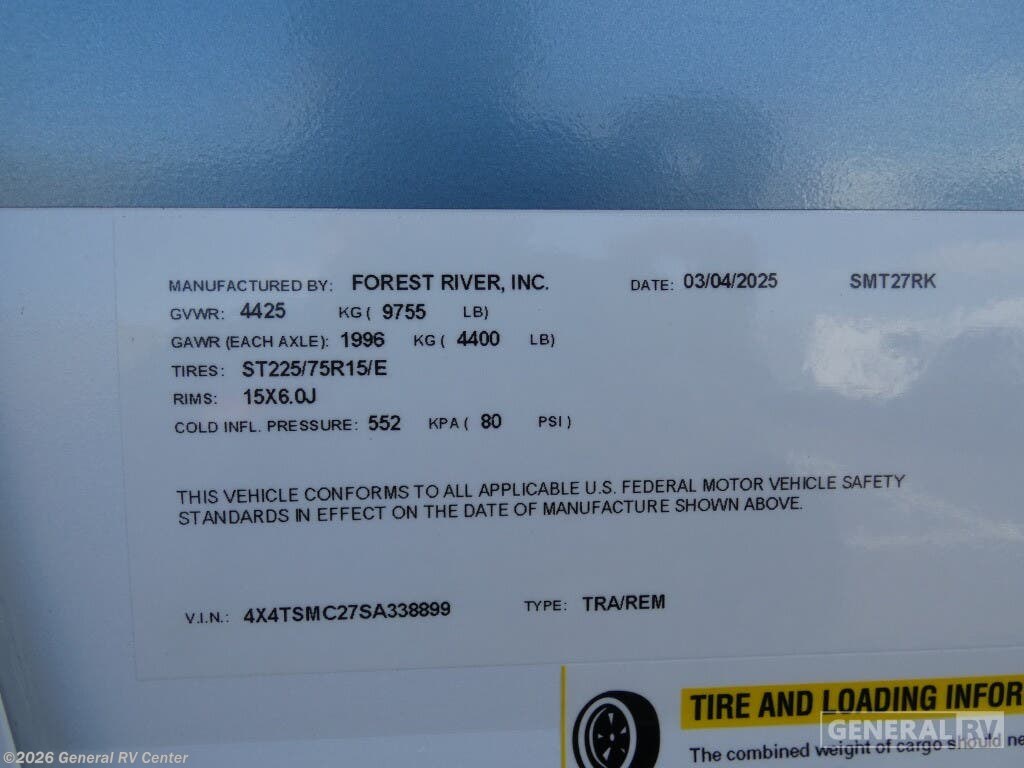 MANUFACTURED BY: FOREST RIVER, INC. DATE: 03/04/2025 SMT27RK
GVWR: 4425 KG ( 9755 LB)
GAWR (EACH AXLE): 1996 KG ( 4400 LB)
TIRES: ST225/75R15/E
RIMS: 15X6.0J
COLD INFL. PRESSURE: 552 KPA ( 80 PSI )
THIS VEHICLE CONFORMS TO ALL APPLICABLE U.S. FEDERAL MOTOR VEHICLE SAFETY
STANDARDS IN EFFECT ON THE DATE OF MANUFACTURE SHOWN ABOVE.
V.I.N.: 4X4TSMC27SA338899 TYPE: TRA/REM
TIRE AND LOADING INFOR
GENERAL RV
The combined weight of cargo should ne
©2026 General RV Center